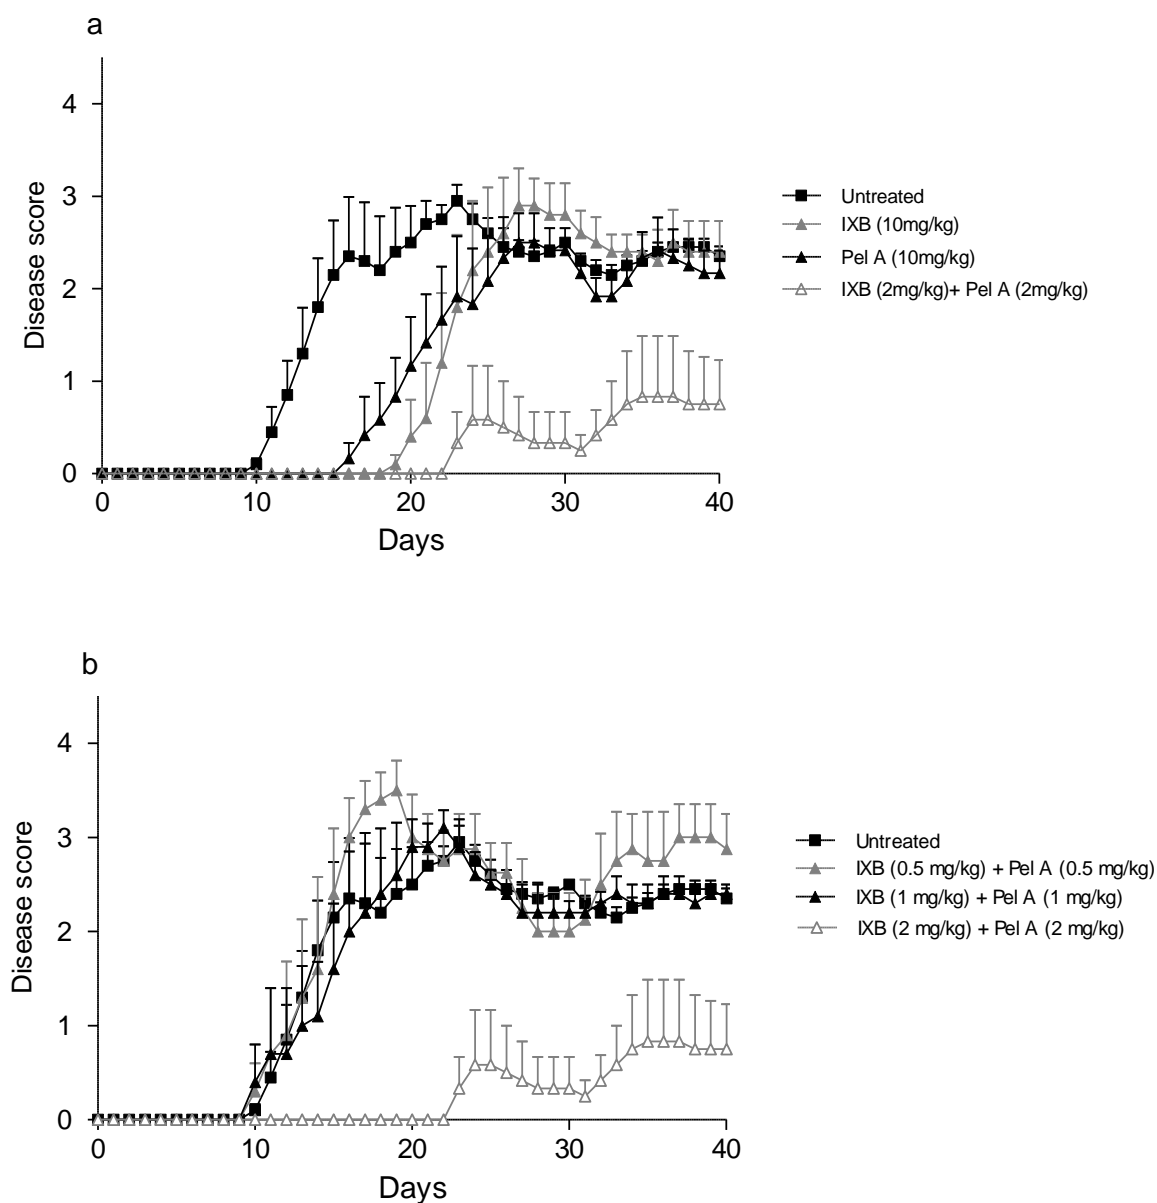 a
4
3
2
1
0
Disease score
0 10 20 30 40
Days
Untreated
IXB (10mg/kg)
Pel A (10mg/kg)
IXB (2mg/kg)+ Pel A (2mg/kg)
b
4
3
2
1
0
Disease score
0 10 20 30 40
Days
Untreated
IXB (0.5 mg/kg) + Pel A (0.5 mg/kg)
IXB (1 mg/kg) + Pel A (1 mg/kg)
IXB (2 mg/kg) + Pel A (2 mg/kg)